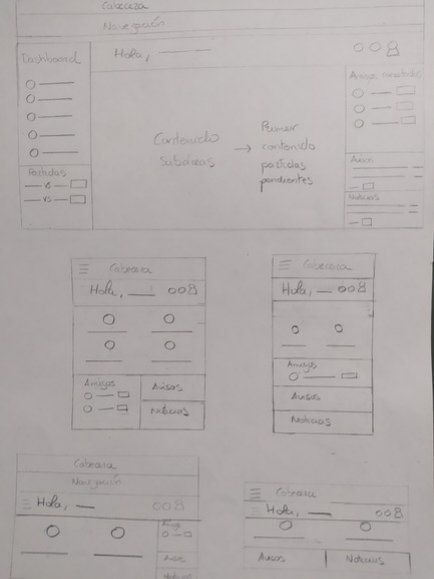 Cabecera
Navegación
Dashboard
Hola,
Amigos conectados
Contenido
Subáreas
→
Primer
contenido
partidas
pendientes
Partidas
VS
VS
Avisos
Noticias
Cabecera
Hola,
Amigos
Avisos
Noticias
Cabecera
Hola,
Amigos
Avisos
Noticias
Cabecera
Navegación
Hola,
Avisos
Noticias
Cabecera
Hola,
Avisos
Noticias